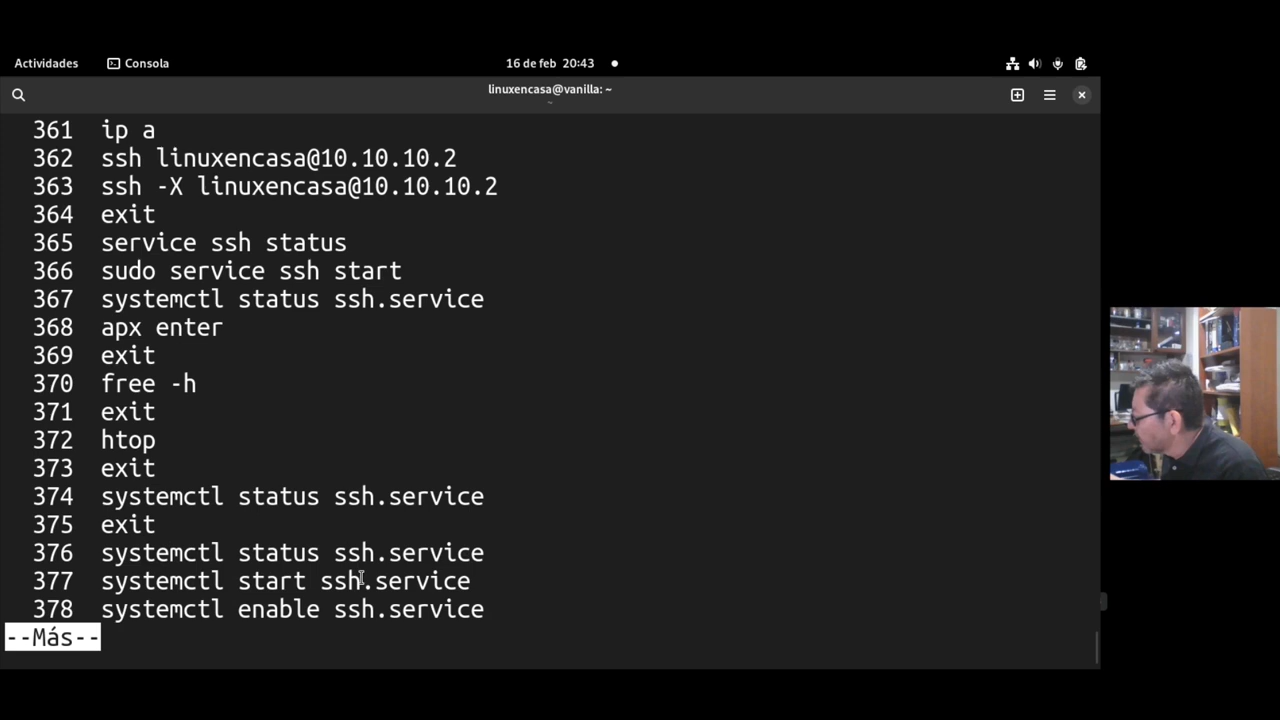 Actividades Consola 16 de feb 20:43
linuxencasa@vanilla: ~
~
361 ip a
362 ssh linuxencasa@10.10.10.2
363 ssh -X linuxencasa@10.10.10.2
364 exit
365 service ssh status
366 sudo service ssh start
367 systemctl status ssh.service
368 apx enter
369 exit
370 free -h
371 exit
372 htop
373 exit
374 systemctl status ssh.service
375 exit
376 systemctl status ssh.service
377 systemctl start ssh.service
378 systemctl enable ssh.service
--Más--